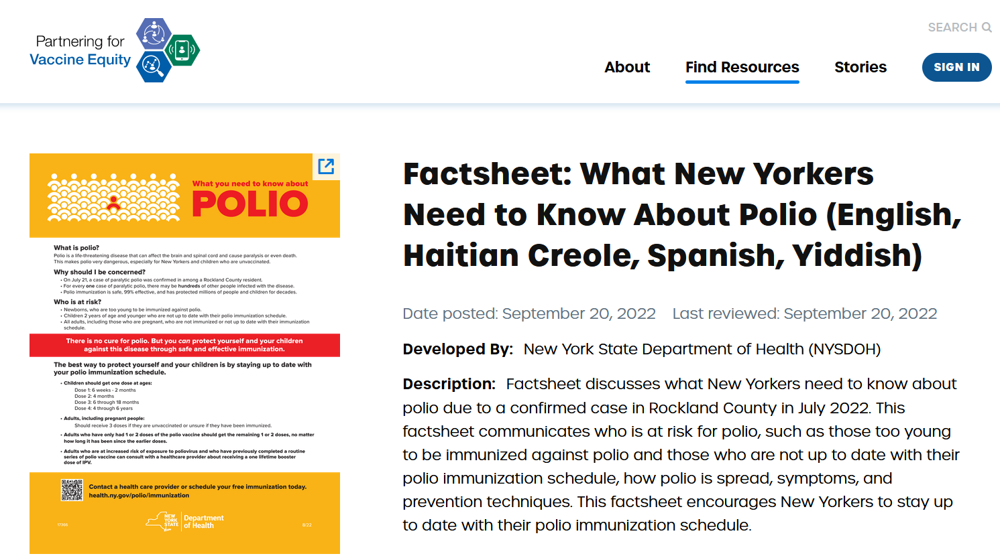 Partnering for
Vaccine Equity
SEARCH
About
Find Resources
Stories
SIGN IN
What you need to know about
POLIO
What is polio?
Polio is a life-threatening disease that can affect the brain and spinal cord and cause paralysis or even death.
This makes polio very dangerous, especially for New Yorkers and children who are unvaccinated.
Why should I be concerned?
• On July 21, a case of paralytic polio was confirmed in among a Rockland County resident.
• For every one case of paralytic polio, there may be hundreds of other people infected with the disease.
• Polio immunization is safe, 99% effective, and has protected millions of people and children for decades.
Who is at risk?
• Newborns, who are too young to be immunized against polio.
• Children 2 years of age and younger who are not up to date with their polio immunization schedule.
• All adults, including those who are pregnant, who are not immunized or not up to date with their immunization
schedule.
There is no cure for polio. But you can protect yourself and your children
against this disease through safe and effective immunization.
The best way to protect yourself and your children is by staying up to date with
your polio immunization schedule.
• Children should get one dose at ages:
Dose 1: 6 weeks - 2 months
Dose 2: 4 months
Dose 3: 6 through 18 months
Dose 4: 4 through 6 years
• Adults, including pregnant people:
Should receive 3 doses if they are unvaccinated or unsure if they have been immunized.
• Adults who have only had 1 or 2 doses of the polio vaccine should get the remaining 1 or 2 doses, no matter
how long it has been since the earlier doses.
• Adults who are at increased risk of exposure to poliovirus and who have previously completed a routine
series of polio vaccine can consult with a healthcare provider about receiving a one lifetime booster
dose of IPV.
Contact a health care provider or schedule your free immunization today.
health.ny.gov/polio/immunization
17366
NEW
YORK
STATE
Department
of Health
8/22
Factsheet: What New Yorkers
Need to Know About Polio (English,
Haitian Creole, Spanish, Yiddish)
Date posted: September 20, 2022 Last reviewed: September 20, 2022
Developed By: New York State Department of Health (NYSDOH)
Description: Factsheet discusses what New Yorkers need to know about
polio due to a confirmed case in Rockland County in July 2022. This
factsheet communicates who is at risk for polio, such as those too young
to be immunized against polio and those who are not up to date with their
polio immunization schedule, how polio is spread, symptoms, and
prevention techniques. This factsheet encourages New Yorkers to stay up
to date with their polio immunization schedule.